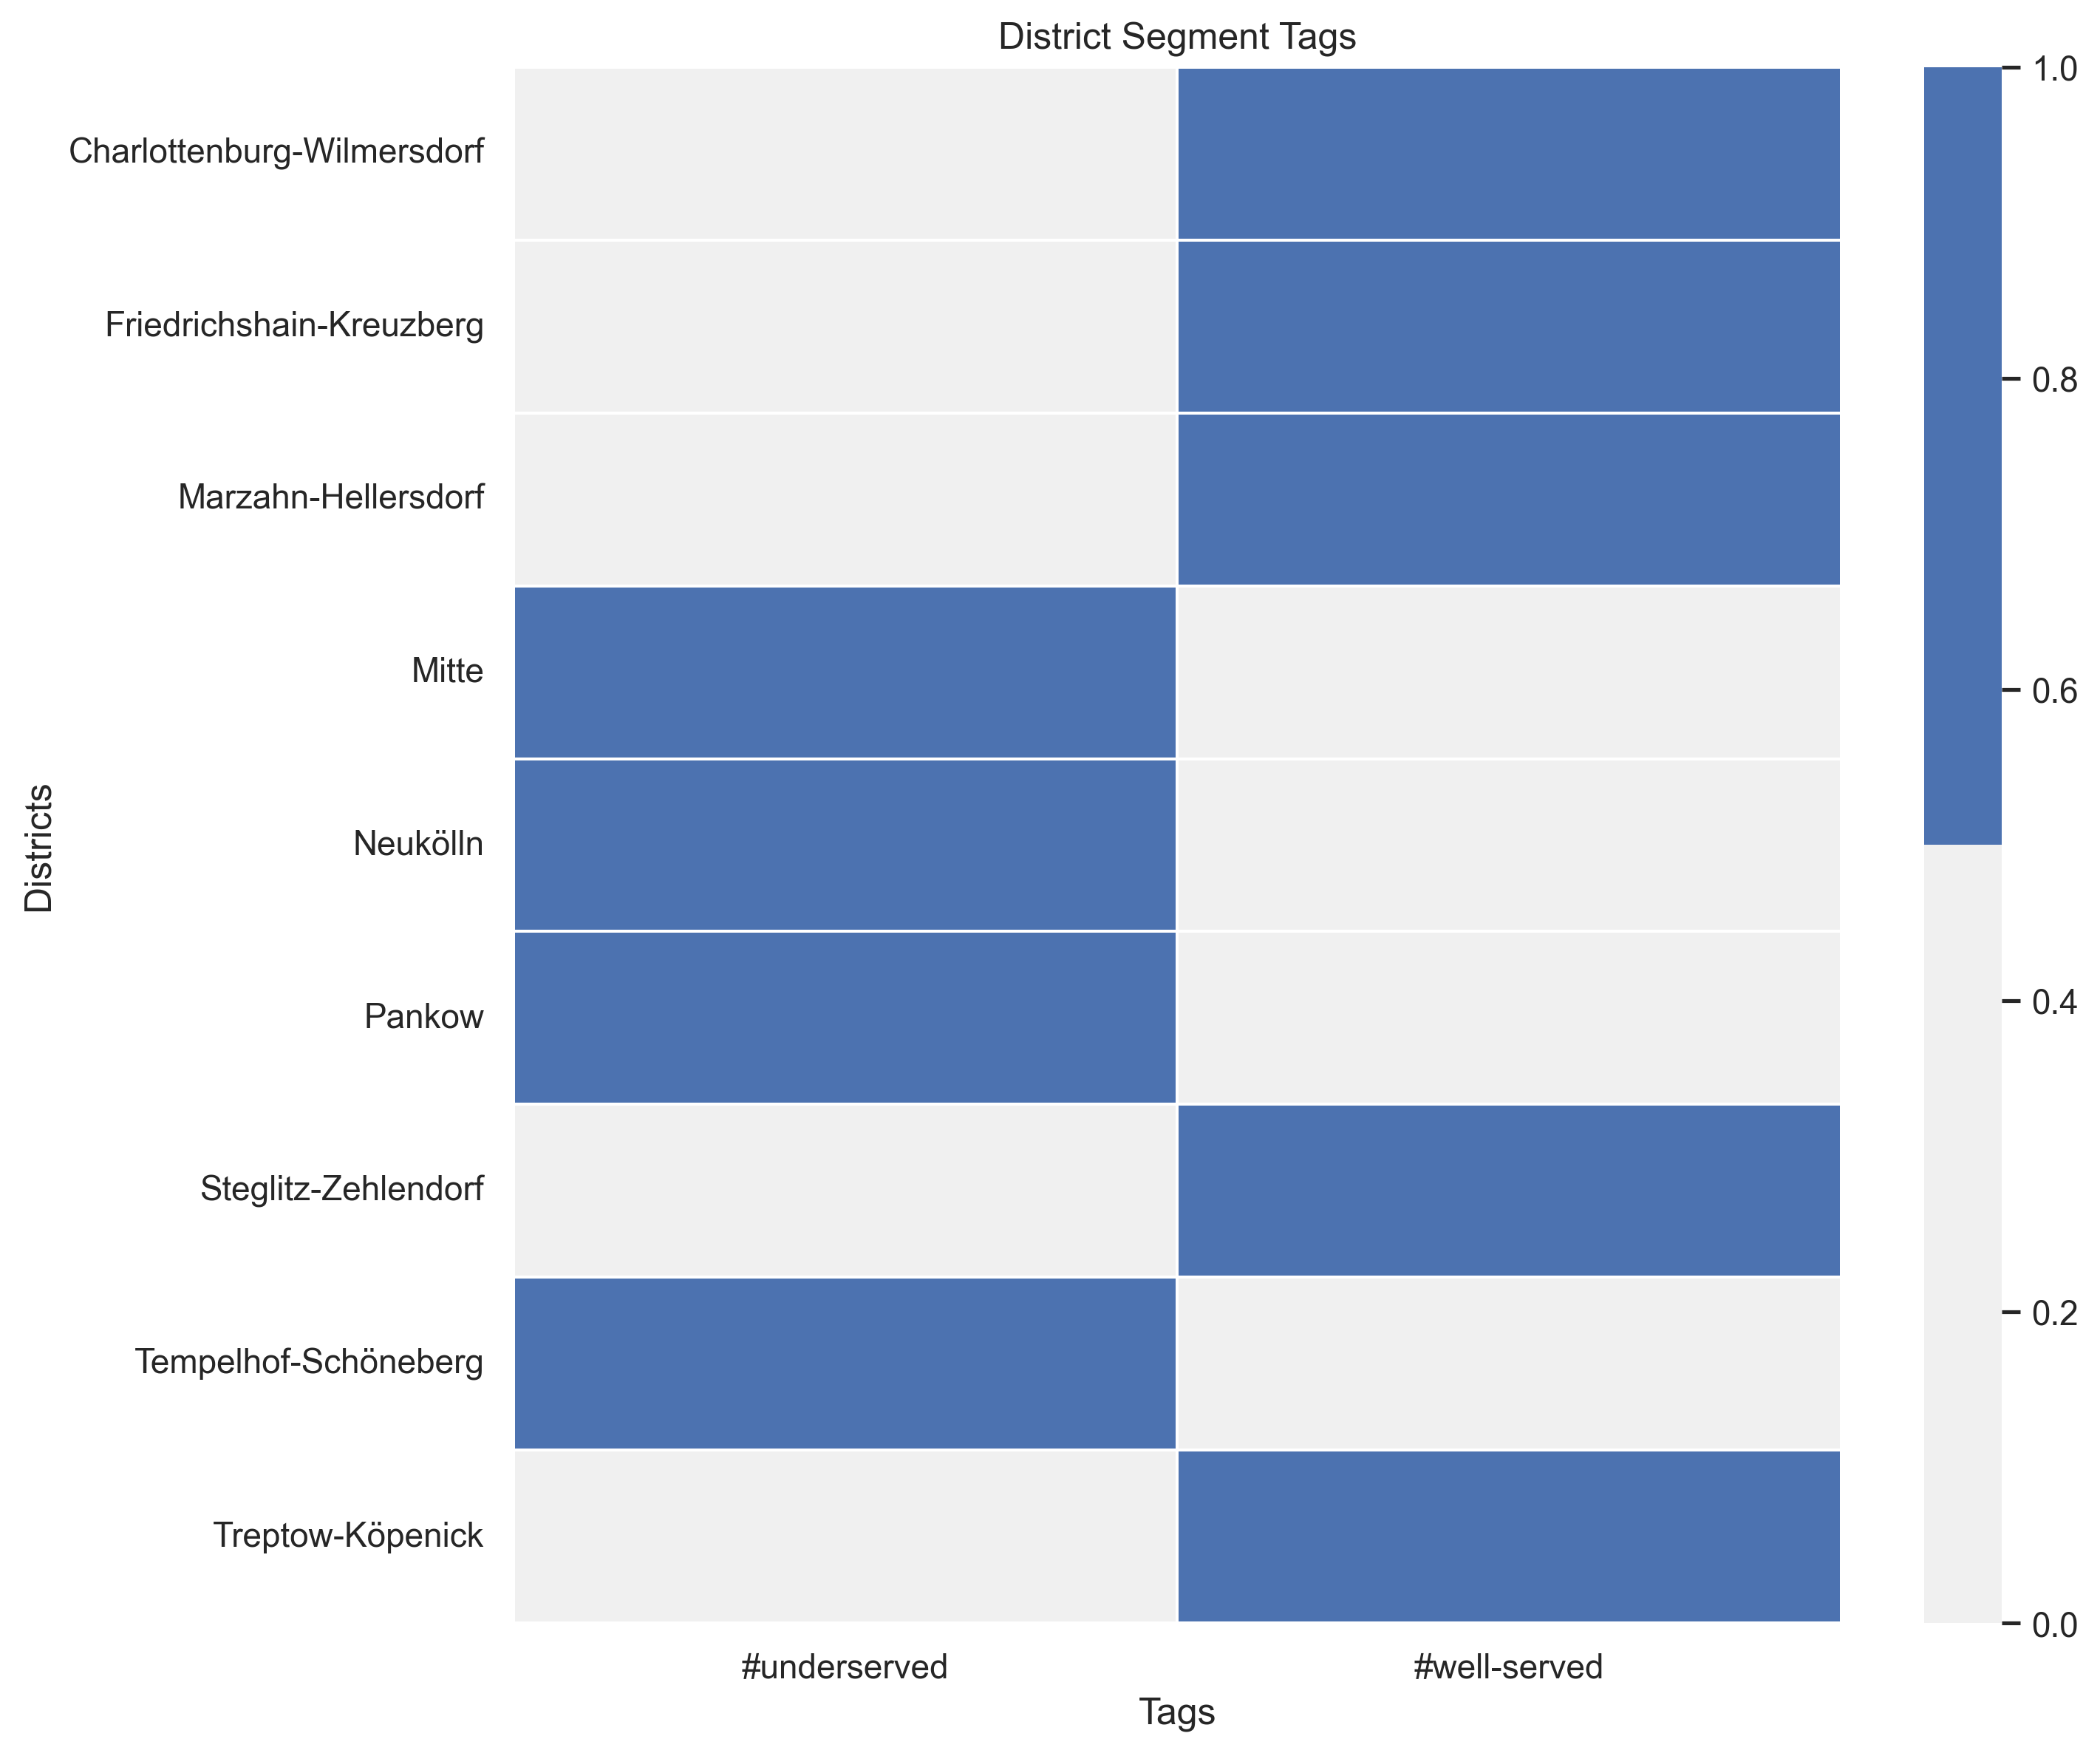 District Segment Tags
Charlottenburg-Wilmersdorf
Friedrichshain-Kreuzberg
Marzahn-Hellersdorf
Mitte
Neukölln
Pankow
Steglitz-Zehlendorf
Tempelhof-Schöneberg
Treptow-Köpenick
Districts
#underserved
#well-served
Tags
1.0
0.8
0.6
0.4
0.2
0.0